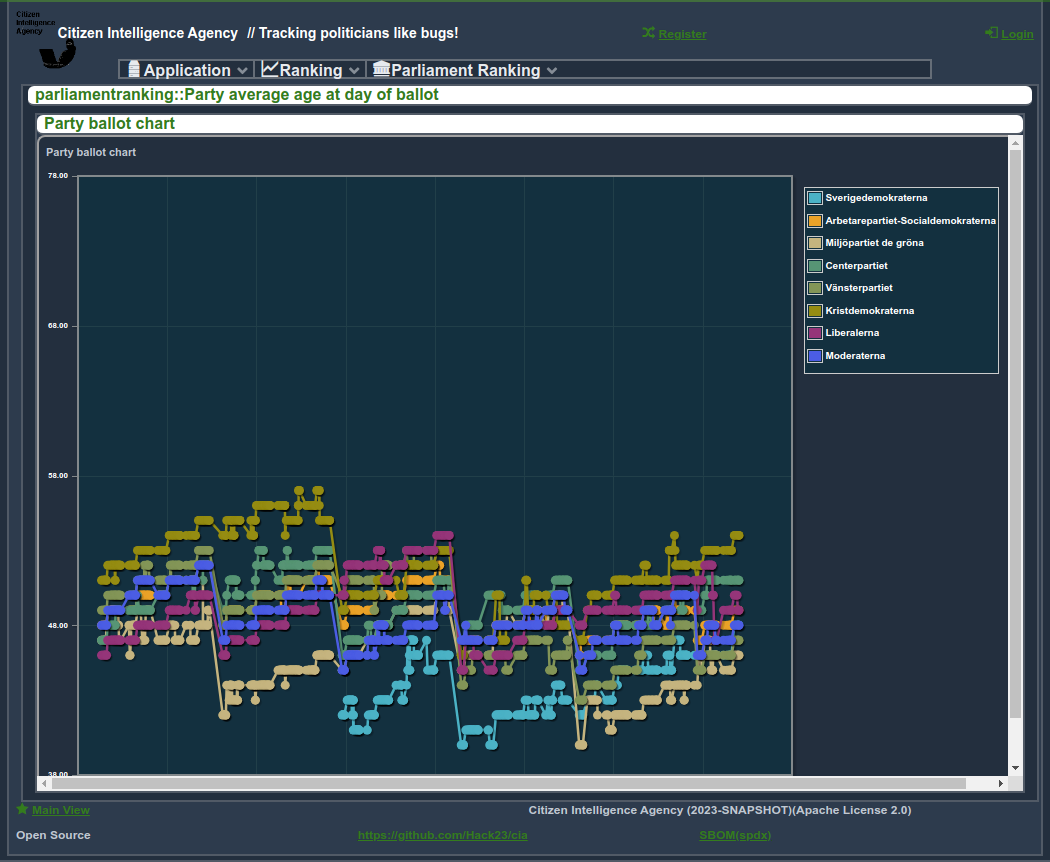 Citizen
Intelligence
Agency
Citizen Intelligence Agency // Tracking politicians like bugs!
Register
Login
Application
Ranking
Parliament Ranking
parliamentranking::Party average age at day of ballot
Party ballot chart
Party ballot chart
78.00
68.00
58.00
48.00
38.00
Sverigedemokraterna
Arbetarepartiet-Socialdemokraterna
Miljöpartiet de gröna
Centerpartiet
Vänsterpartiet
Kristdemokraterna
Liberalerna
Moderaterna
Main View
Citizen Intelligence Agency (2023-SNAPSHOT)(Apache License 2.0)
Open Source
https://github.com/Hack23/cia
SBOM(spdx)